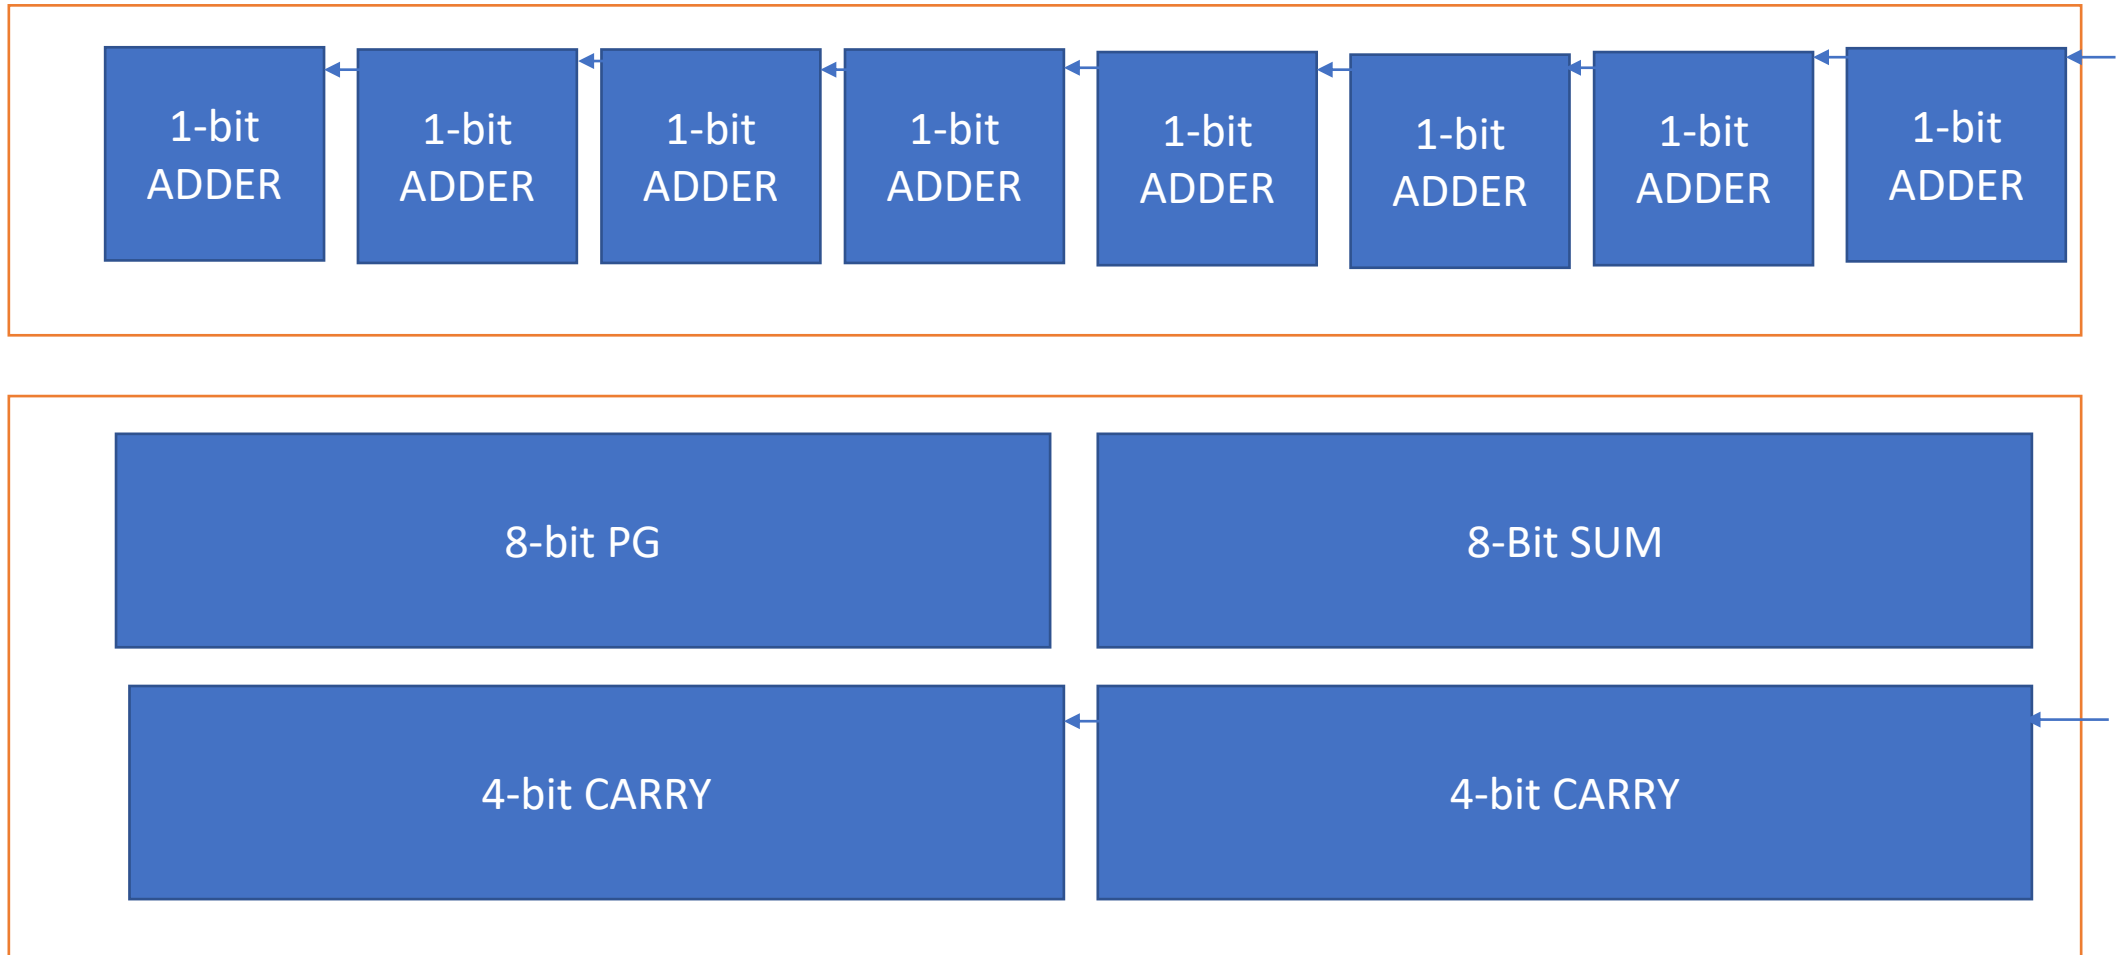 1-bit
ADDER
1-bit
ADDER
1-bit
ADDER
1-bit
ADDER
1-bit
ADDER
1-bit
ADDER
1-bit
ADDER
1-bit
ADDER
8-bit PG
8-Bit SUM
4-bit CARRY
4-bit CARRY